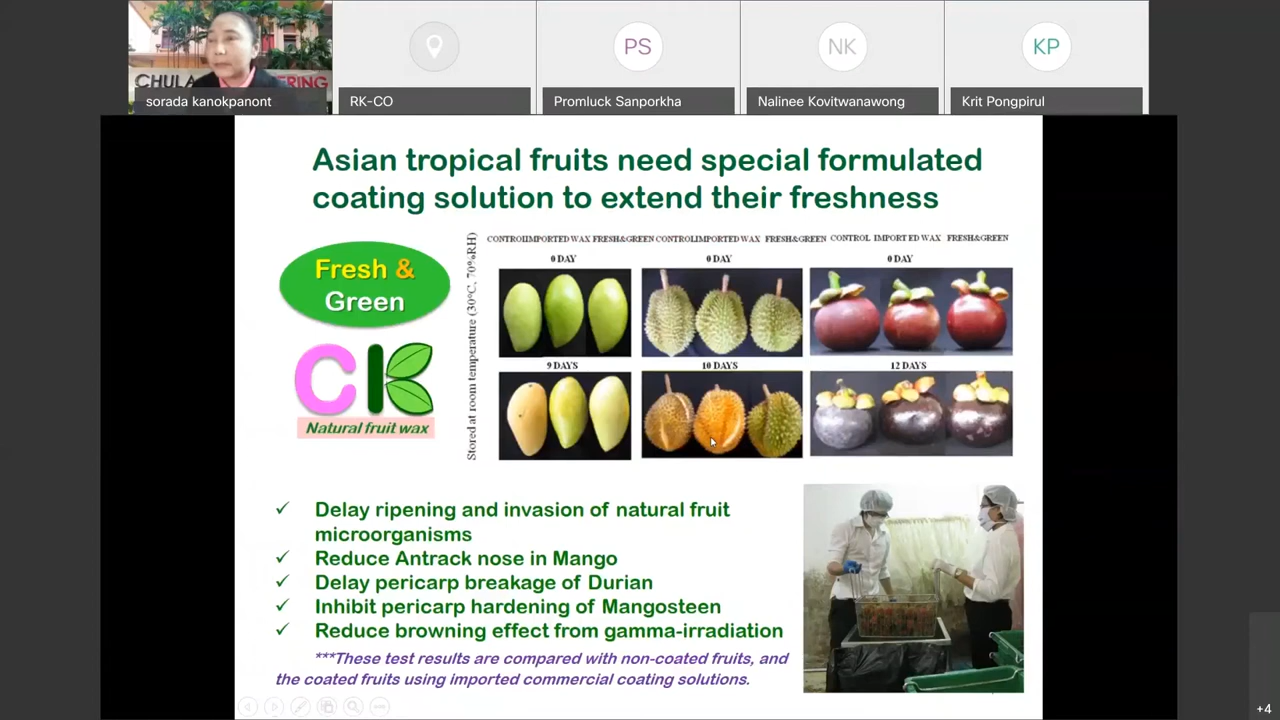 CHULA
ERING
sorada kanokpanont
RK-CO
PS
Promluck Sanporkha
NK
Nalinee Kovitwanawong
KP
Krit Pongpirul
Asian tropical fruits need special formulated
coating solution to extend their freshness
Fresh &
Green
CK
Natural fruit wax
Stored at room temperature (30°C, 70%RH)
CONTROL IMPORTED WAX FRESH&GREEN CONTROL IMPORTED WAX FRESH&GREEN CONTROL IMPORTED WAX FRESH&GREEN
0 DAY 0 DAY 0 DAY
9 DAYS 10 DAYS 12 DAYS
✓ Delay ripening and invasion of natural fruit
microorganisms
✓ Reduce Antrack nose in Mango
✓ Delay pericarp breakage of Durian
✓ Inhibit pericarp hardening of Mangosteen
✓ Reduce browning effect from gamma-irradiation
***These test results are compared with non-coated fruits, and
the coated fruits using imported commercial coating solutions.
+4